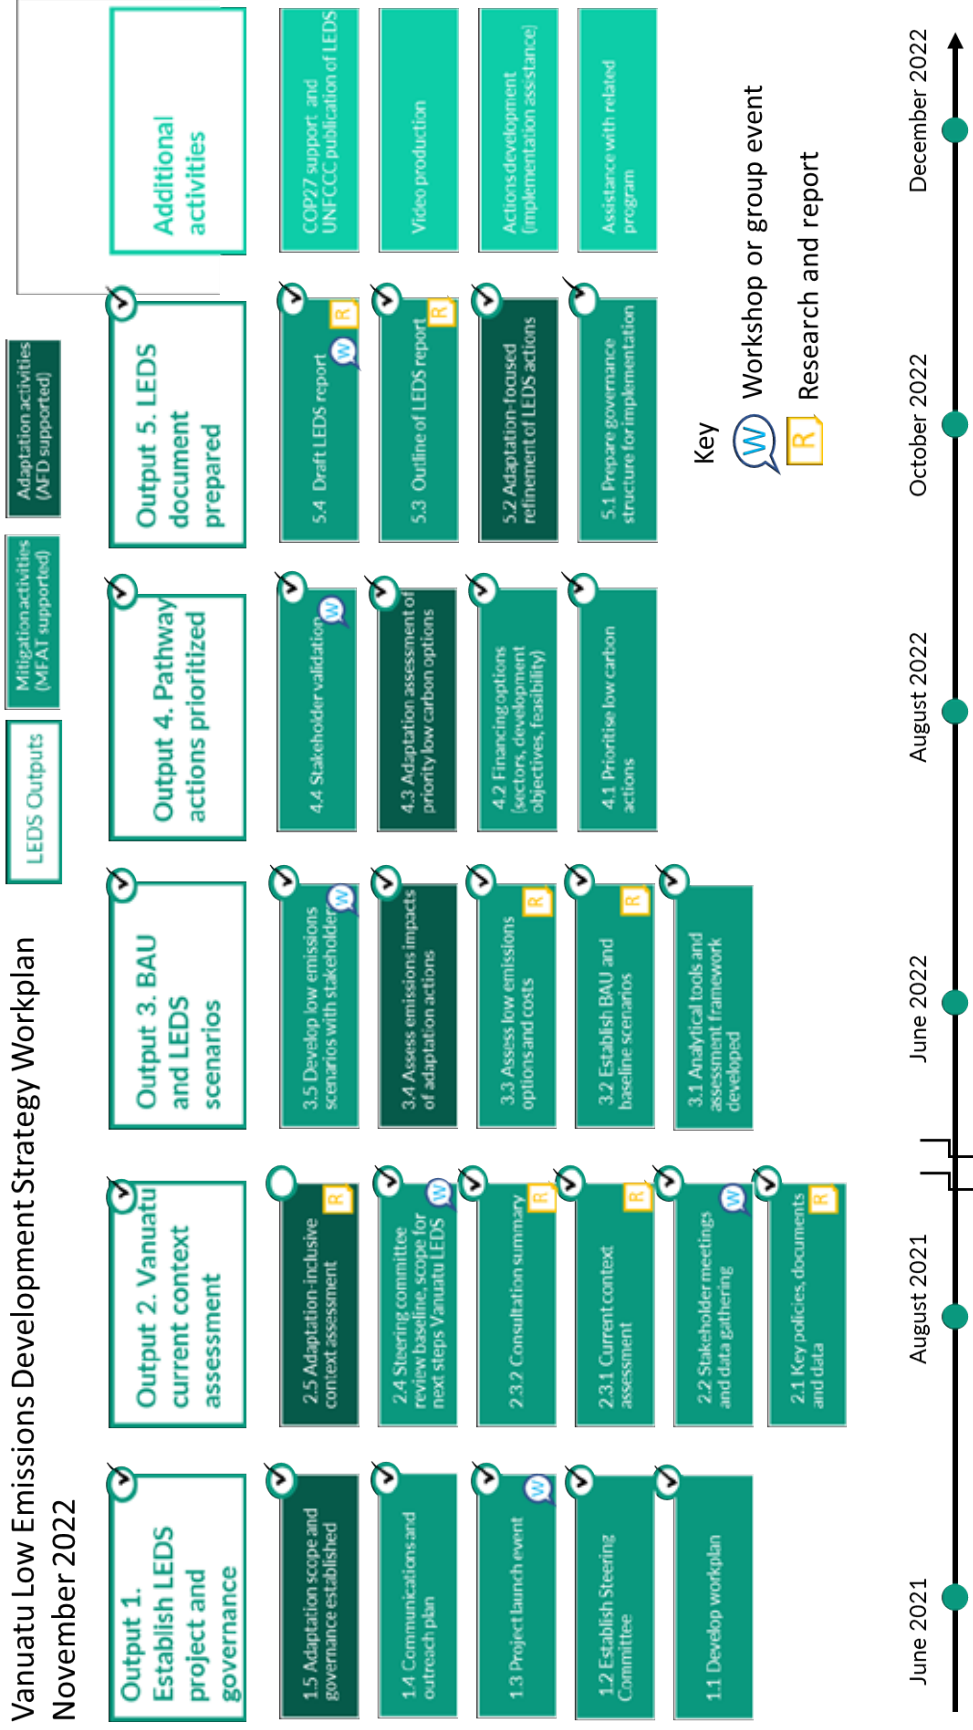 Vanuatu Low Emissions Development Strategy Workplan
November 2022
LEDS Outputs
Mitigation activities
(MFAT supported)
Adaptation activities
(AFD supported)
Output 1.
Establish LEDS
project and
governance
1.5 Adaptation scope and
governance established
1.4 Communications and
outreach plan
1.3 Project launch event
W
1.2 Establish Steering
Committee
1.1 Develop workplan
Output 2. Vanuatu
current context
assessment
2.5 Adaptation-inclusive
context assessment
R
2.4 Steering committee
review baseline, scope for
next steps Vanuatu LEDS
W
2.3.2 Consultation summary
R
2.3.1 Current context
assessment
R
2.2 Stakeholder meetings
and data gathering
W
2.1 Key policies, documents
and data
R
Output 3. BAU
and LEDS
scenarios
3.5 Develop low emissions
scenarios with stakeholder
W
3.4 Assess emissions impacts
of adaptation actions
3.3 Assess low emissions
options and costs
R
3.2 Establish BAU and
baseline scenarios
R
3.1 Analytical tools and
assessment framework
developed
Output 4. Pathway
actions prioritized
4.4 Stakeholder validation
W
4.3 Adaptation assessment of
priority low carbon options
4.2 Financing options
(sectors, development
objectives, feasibility)
4.1 Prioritise low carbon
actions
Output 5. LEDS
document
prepared
5.4 Draft LEDS report
W
R
5.3 Outline of LEDS report
R
5.2 Adaptation-focused
refinement of LEDS actions
5.1 Prepare governance
structure for implementation
Additional
activities
COP27 support and
UNFCCC publication of LEDS
Video production
Actions development
(implementation assistance)
Assistance with related
program
Key
W
Workshop or group event
R
Research and report
June 2021
August 2021
June 2022
August 2022
October 2022
December 2022